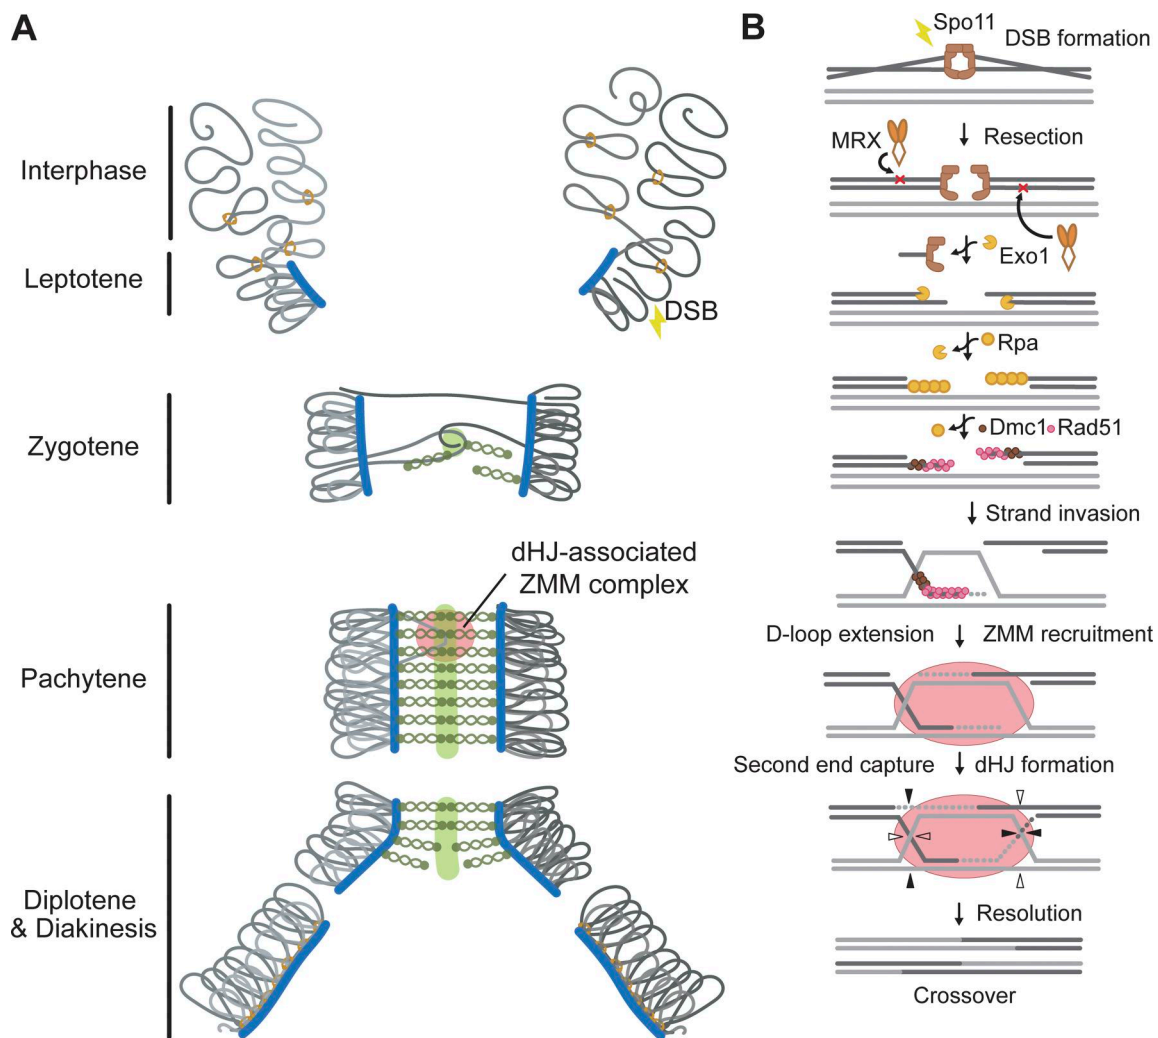 A
Interphase
Leptotene
DSB
Zygotene
dHJ-associated
ZMM complex
Pachytene
Diplotene
& Diakinesis
B
Spo11
DSB formation
MRX
Resection
Exo1
Rpa
Dmc1 Rad51
Strand invasion
D-loop extension ZMM recruitment
Second end capture dHJ formation
Resolution
Crossover